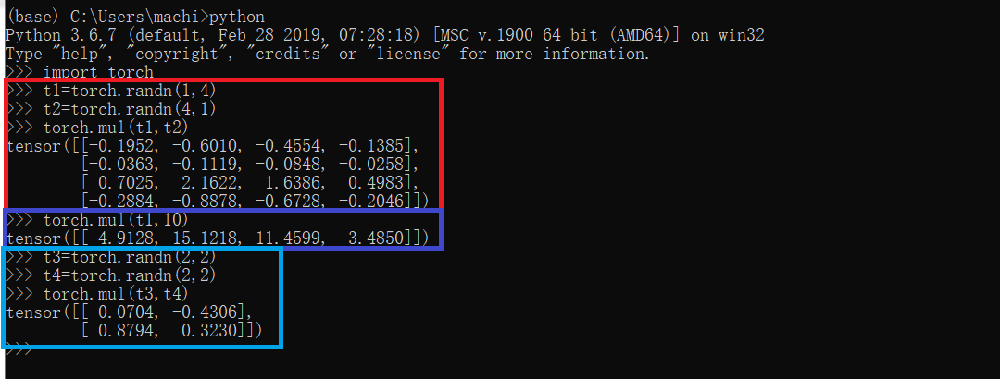 (base) C:\Users\machi>python
Python 3.6.7 (default, Feb 28 2019, 07:28:18) [MSC v.1900 64 bit (AMD64)] on win32
Type "help", "copyright", "credits" or "license" for more information.
>>> import torch
>>> t1=torch.randn(1,4)
>>> t2=torch.randn(4,1)
>>> torch.mul(t1,t2)
tensor([[-0.1952, -0.6010, -0.4554, -0.1385],
        [-0.0363, -0.1119, -0.0848, -0.0258],
        [ 0.7025,  2.1622,  1.6386,  0.4983],
        [-0.2884, -0.8878, -0.6728, -0.2046]])
>>> torch.mul(t1,10)
tensor([[ 4.9128, 15.1218, 11.4599,  3.4850]])
>>> t3=torch.randn(2,2)
>>> t4=torch.randn(2,2)
>>> torch.mul(t3,t4)
tensor([[ 0.0704, -0.4306],
        [ 0.8794,  0.3230]])
>>>